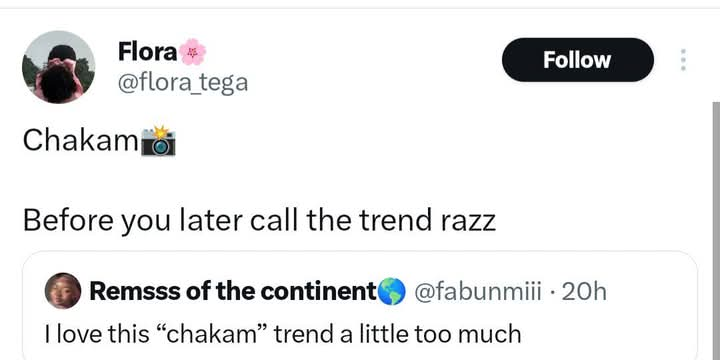 Flora🌸
Follow
@flora_tega
Chakam📸
Before you later call the trend razz
Remsss of the continent🌎 @fabunmiii · 20h
I love this “chakam” trend a little too much